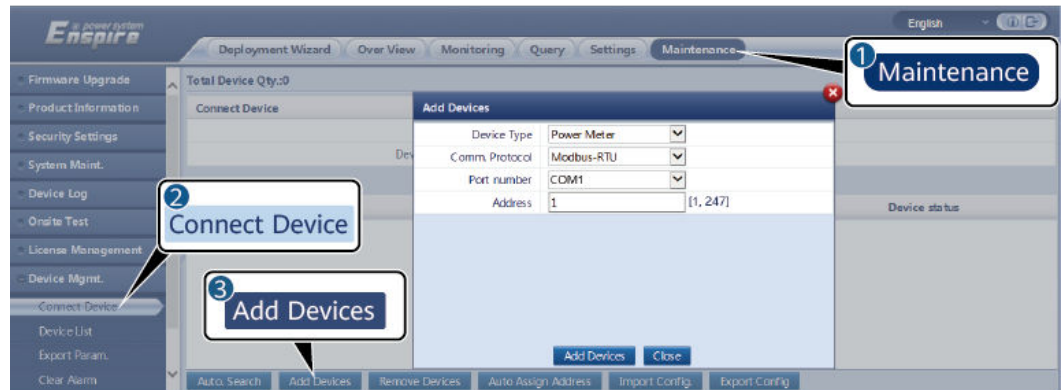 Enspire
English
Deployment Wizard Over View Monitoring Query Settings Maintenance
1 Maintenance
Firmware Upgrade
Product Information
Security Settings
System Maint.
Device Log
Onsite Test
License Management
Device Mgmt.
Connect Device
Device List
Export Param.
Clear Alarm
Total Device Qty.:0
Connect Device
Dev
Device status
Add Devices
Device Type Power Meter
Comm. Protocol Modbus-RTU
Port number COM1
Address 1 [1, 247]
Add Devices Close
2 Connect Device
3 Add Devices
Auto. Search Add Devices Remove Devices Auto Assign Address Import Config. Export Config